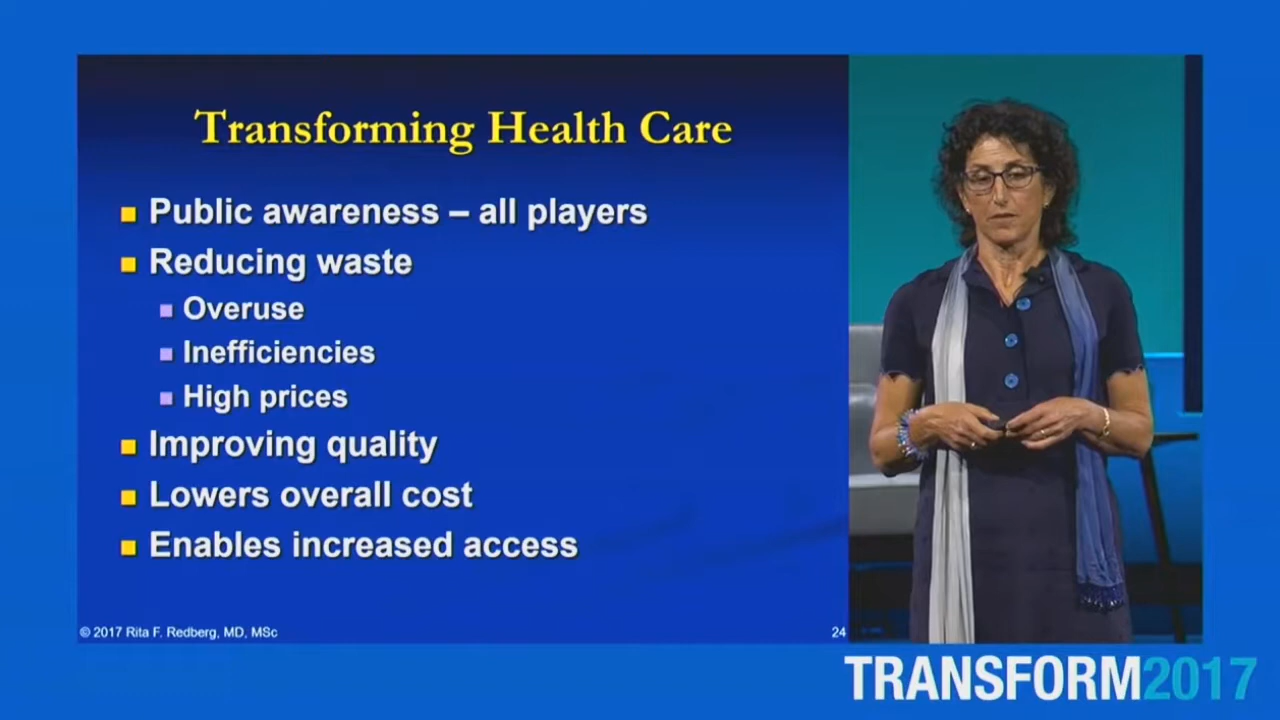 Transforming Health Care
Public awareness – all players
Reducing waste
Overuse
Inefficiencies
High prices
Improving quality
Lowers overall cost
Enables increased access
© 2017 Rita F. Redberg, MD, MSc
24
TRANSFORM2017